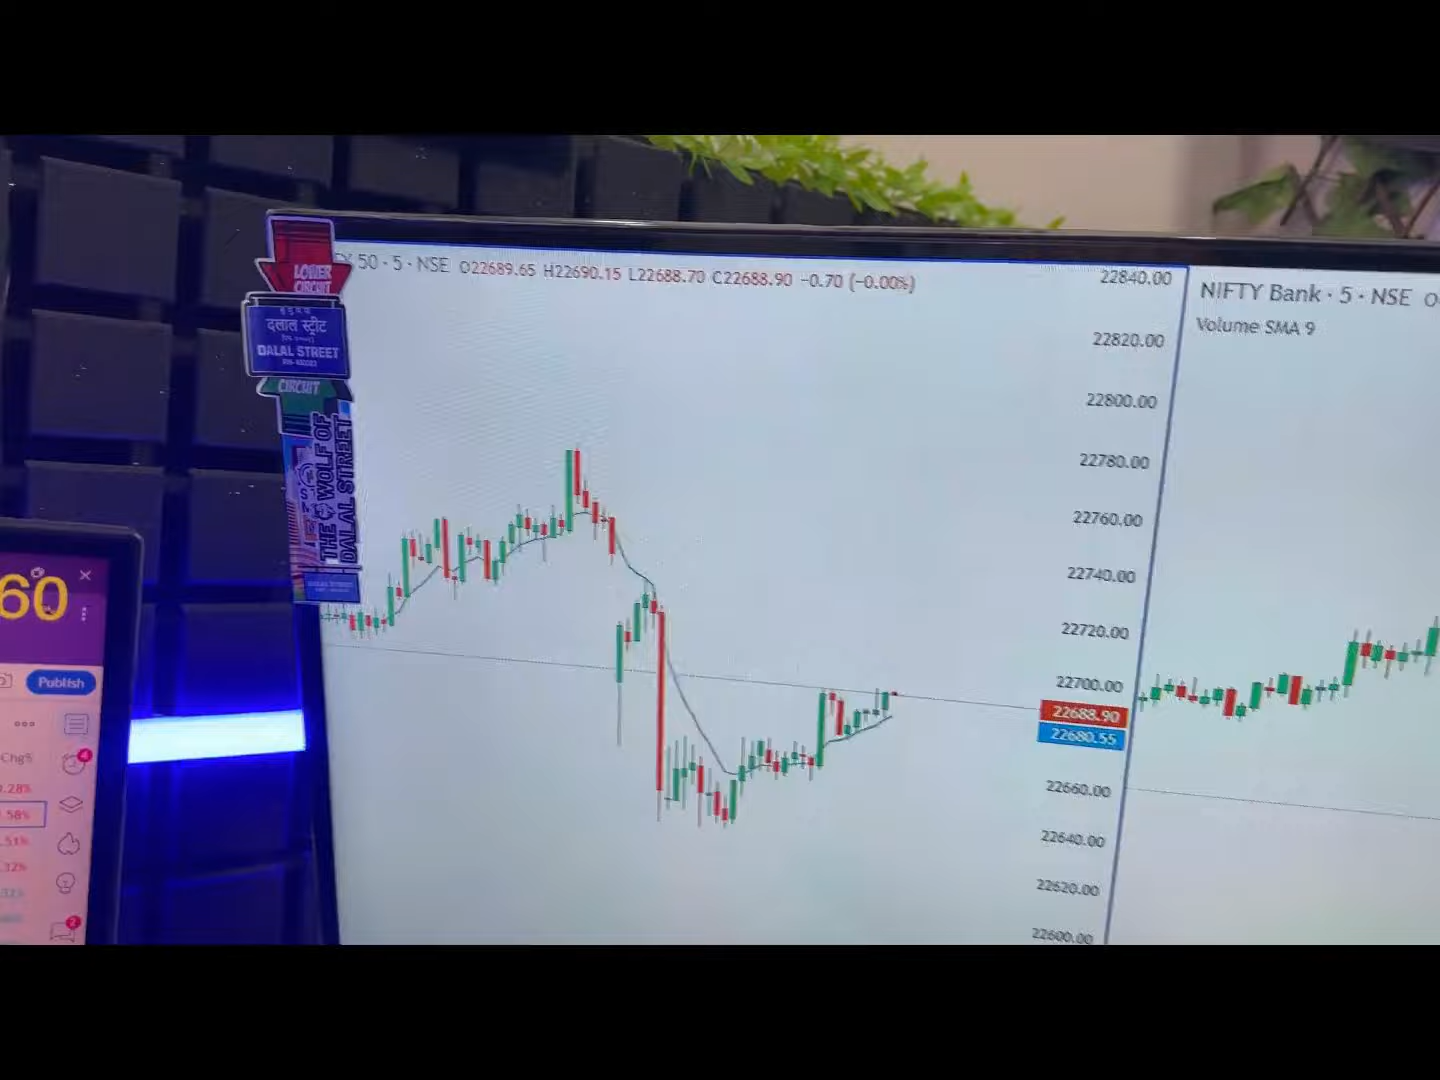 50 · 5 · NSE O22689.65 H22690.15 L22688.70 C22688.90 −0.70 (−0.00%)
22840.00
22820.00
22800.00
22780.00
22760.00
22740.00
22720.00
22700.00
22688.90
22680.55
22660.00
22640.00
22620.00
22600.00
NIFTY Bank · 5 · NSE O
Volume SMA 9
LOWER
CIRCUIT
दलाल स्ट्रीट
DALAL STREET
CIRCUIT
THE WOLF OF
DALAL STREET
60
Publish
Chg%
4
.28%
.58%
.51%
.32%
2